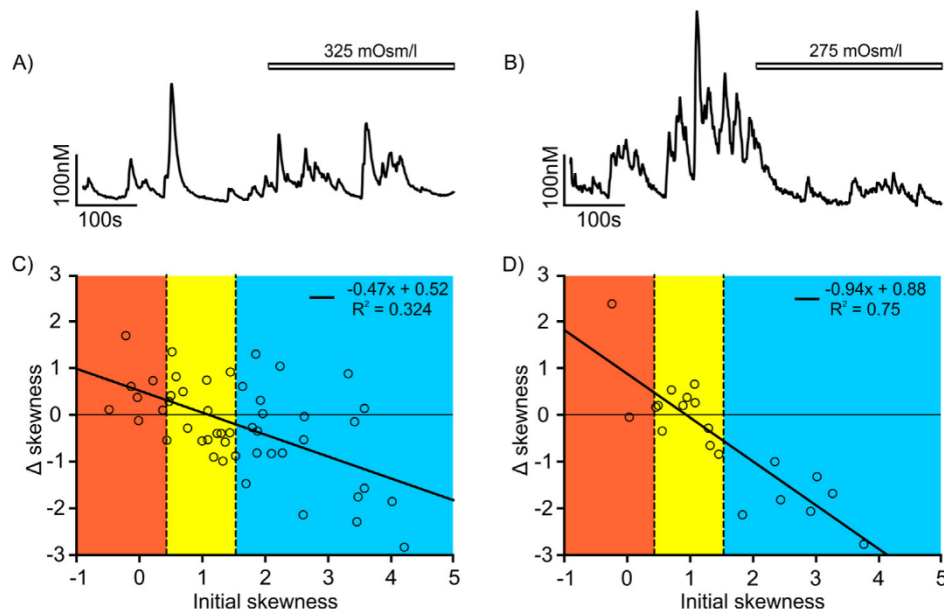 A)
325 mOsm/l
100nM
100s
B)
275 mOsm/l
100nM
100s
C)
-0.47x + 0.52
R² = 0.324
Δ skewness
3
2
1
0
-1
-2
-3
-1 0 1 2 3 4 5
Initial skewness
D)
-0.94x + 0.88
R² = 0.75
Δ skewness
3
2
1
0
-1
-2
-3
-1 0 1 2 3 4 5
Initial skewness